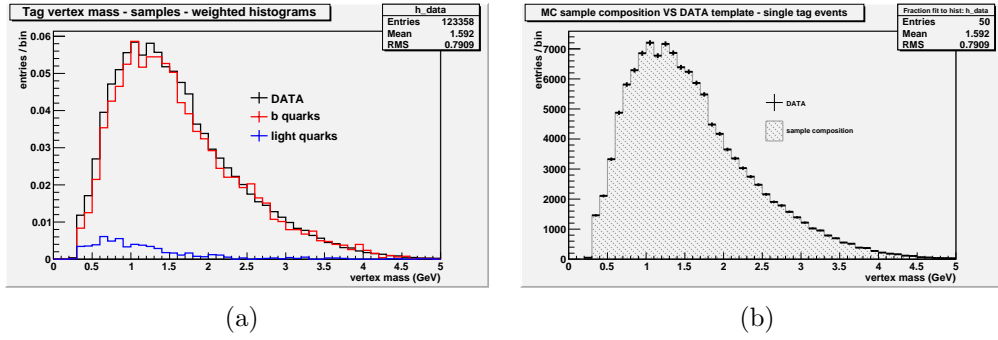 Tag vertex mass - samples - weighted histograms
h_data
Entries 123358
Mean 1.592
RMS 0.7909
entries / bin
0.06
0.05
0.04
0.03
0.02
0.01
0
DATA
b quarks
light quarks
0 0.5 1 1.5 2 2.5 3 3.5 4 4.5 5
vertex mass (GeV)
(a)
MC sample composition VS DATA template - single tag events
Fraction fit to hist: h_data
Entries 50
Mean 1.592
RMS 0.7909
entries / bin
7000
6000
5000
4000
3000
2000
1000
0
DATA
sample composition
0 0.5 1 1.5 2 2.5 3 3.5 4 4.5 5
vertex mass (GeV)
(b)